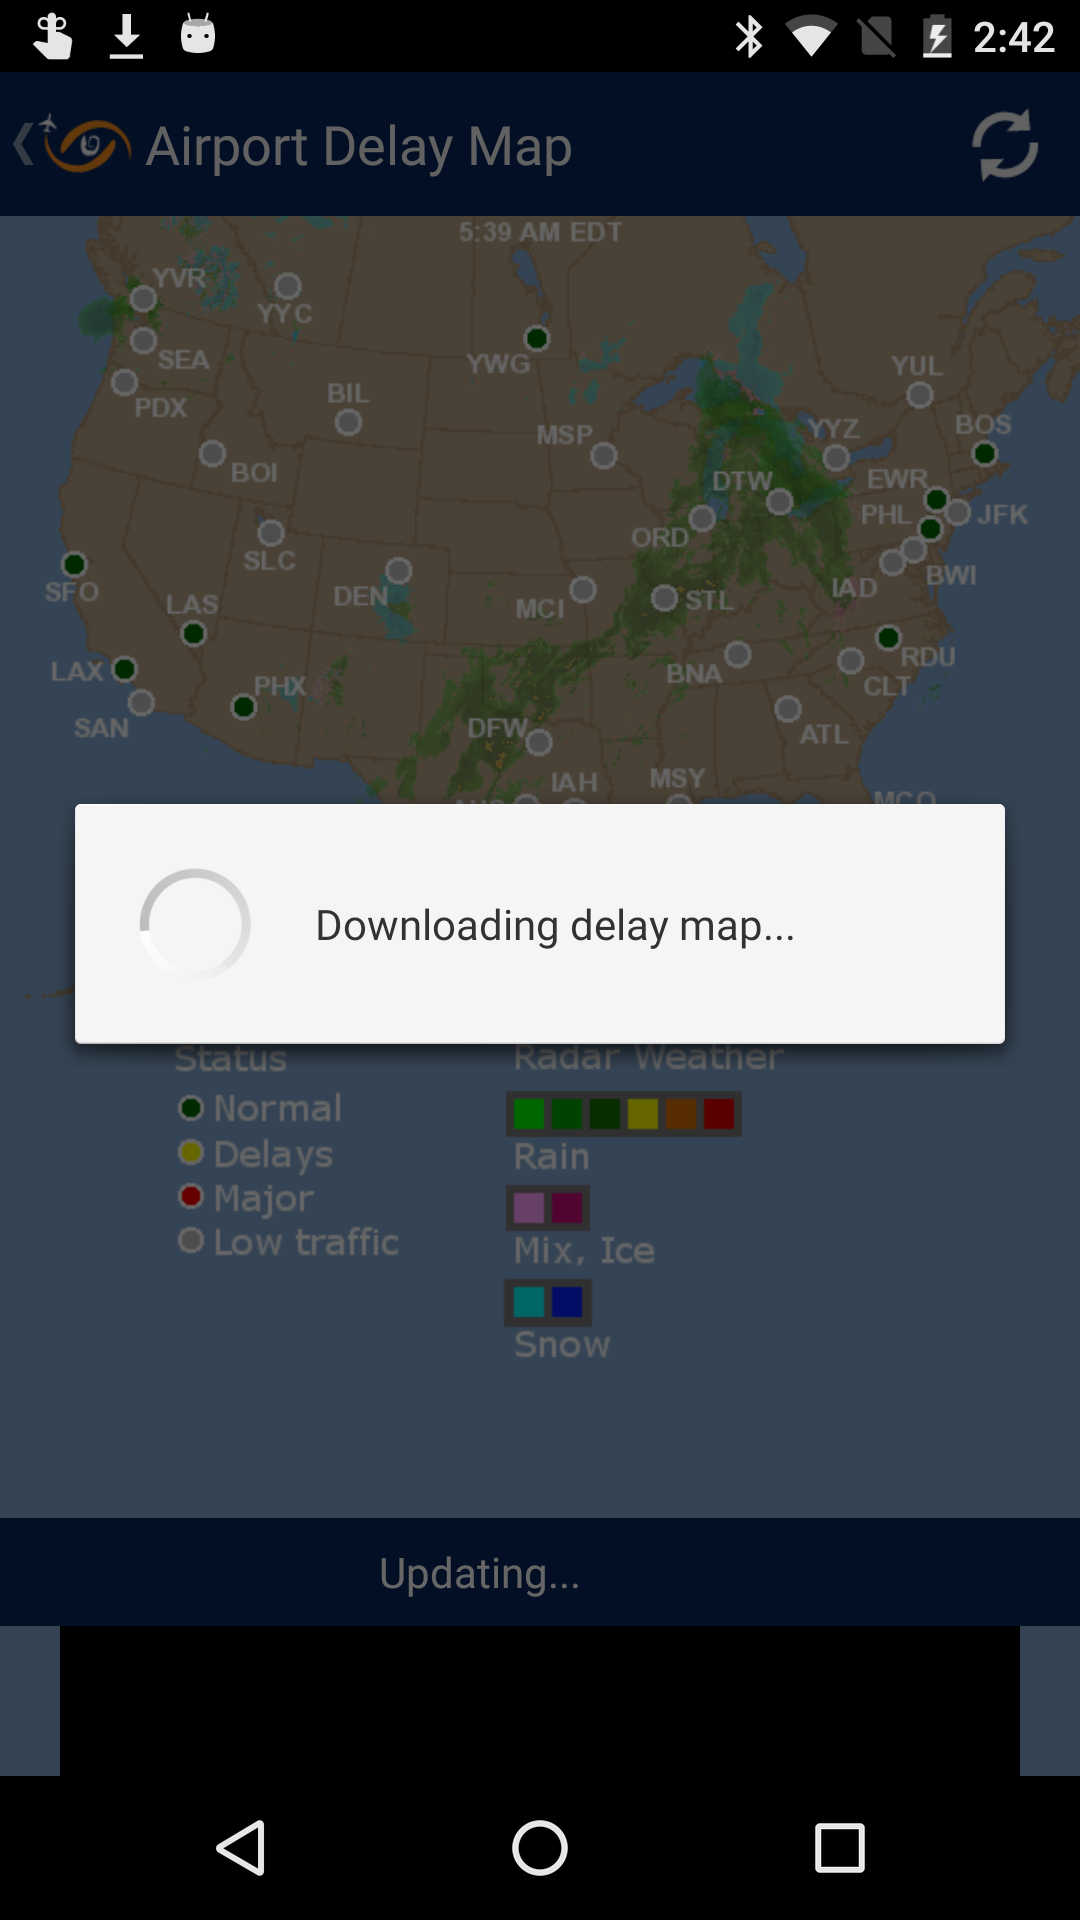 2:42
Airport Delay Map
5:39 AM EDT
YVR
YYC
SEA
YWG
YUL
PDX
BIL
BOS
MSP
YYZ
BOI
DTW
EWR
PHL
JFK
ORD
SLC
BWI
SFO
DEN
IAD
LAS
MCI
STL
RDU
LAX
BNA
PHX
CLT
SAN
DFW
ATL
IAH
MSY
MCO
Downloading delay map...
Status
Radar Weather
Normal
Delays
Rain
Major
Low traffic
Mix, Ice
Snow
Updating...